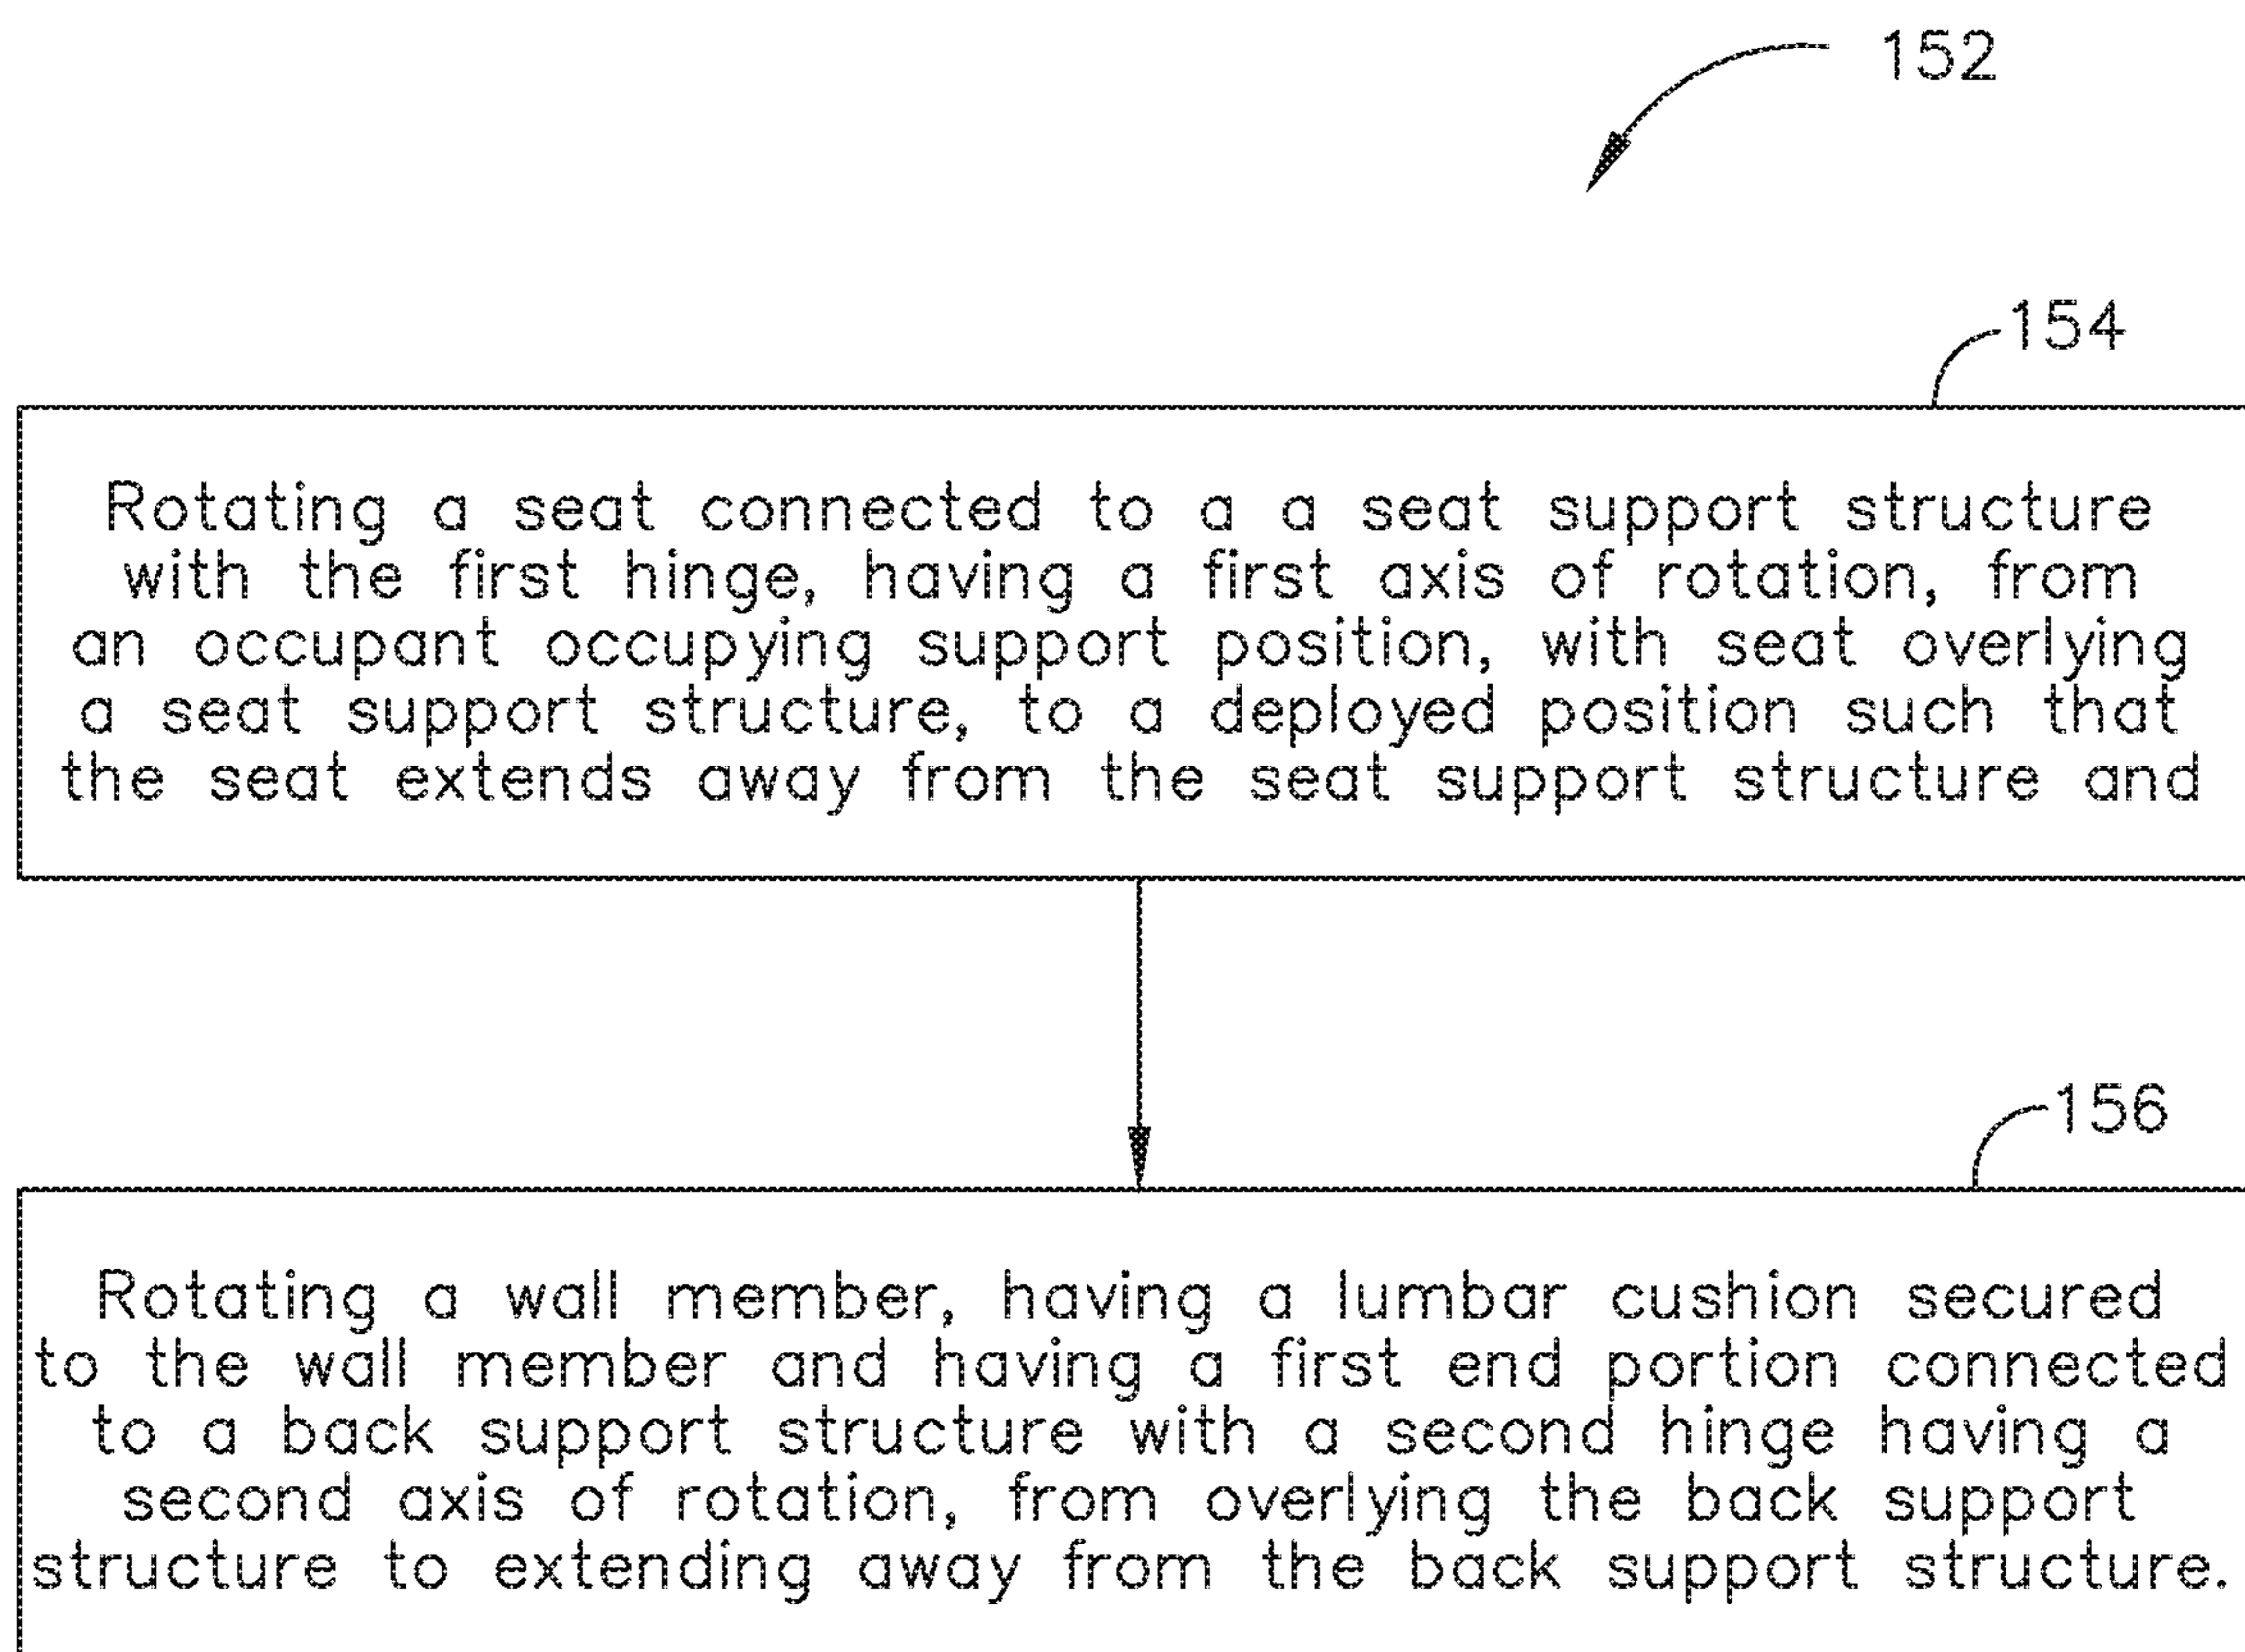 152
154
Rotating a seat connected to a a seat support structure
with the first hinge, having a first axis of rotation, from
an occupant occupying support position, with seat overlying
a seat support structure, to a deployed position such that
the seat extends away from the seat support structure and
156
Rotating a wall member, having a lumbar cushion secured
to the wall member and having a first end portion connected
to a back support structure with a second hinge having a
second axis of rotation, from overlying the back support
structure to extending away from the back support structure.